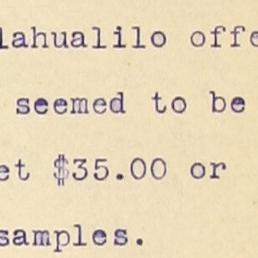 lahualilo offe
seemed to be
et $35.00 or
samples.